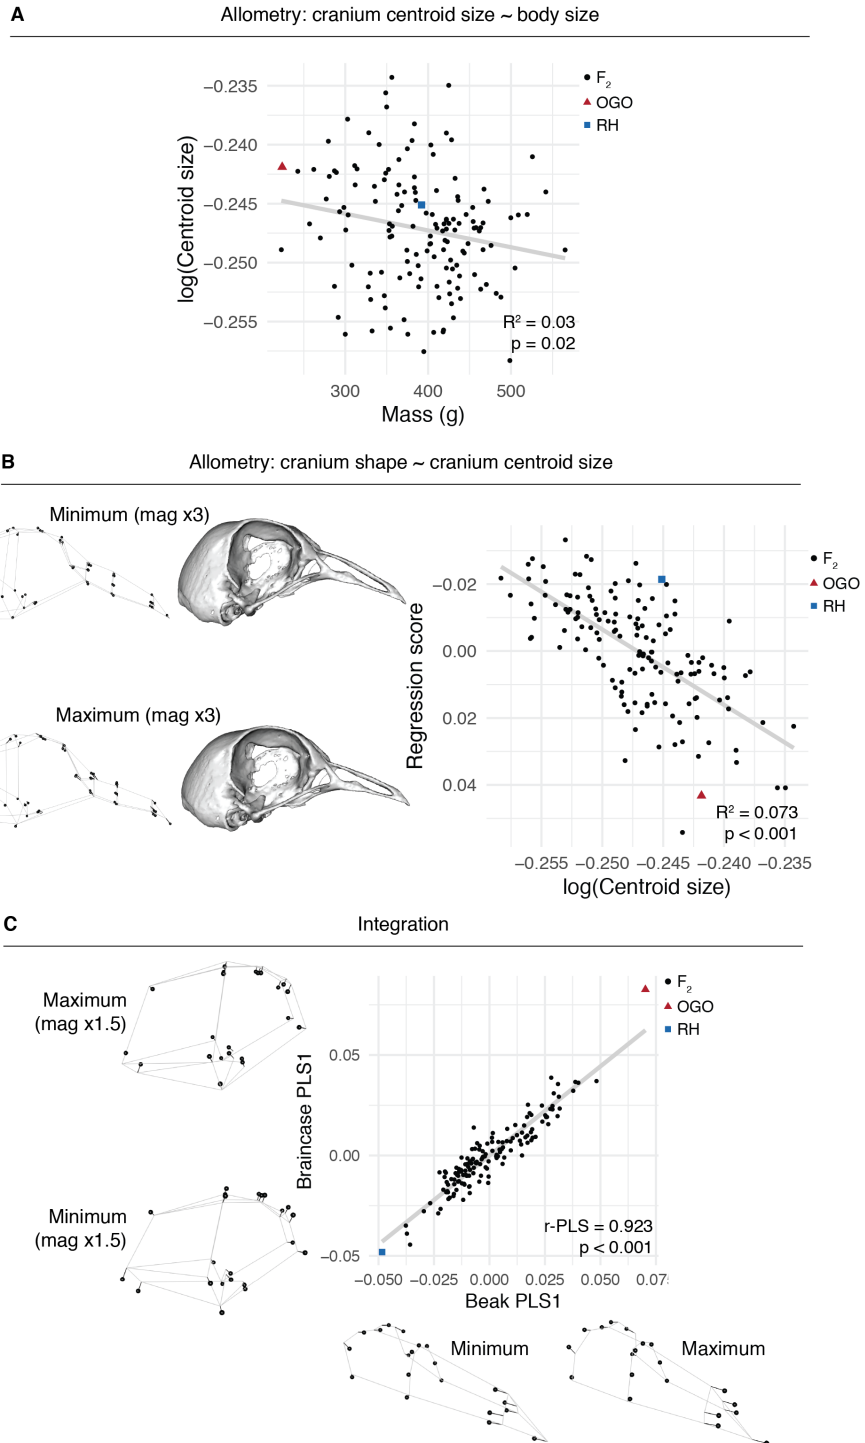 A
Allometry: cranium centroid size ~ body size
F2
OGO
RH
−0.235
−0.240
−0.245
−0.250
−0.255
log(Centroid size)
R² = 0.03
p = 0.02
300 400 500
Mass (g)
B
Allometry: cranium shape ~ cranium centroid size
Minimum (mag x3)
Maximum (mag x3)
F2
OGO
RH
−0.02
0.00
0.02
0.04
Regression score
R² = 0.073
p < 0.001
−0.255 −0.250 −0.245 −0.240 −0.235
log(Centroid size)
C
Integration
Maximum
(mag x1.5)
Minimum
(mag x1.5)
F2
OGO
RH
0.05
0.00
−0.05
Braincase PLS1
r-PLS = 0.923
p < 0.001
−0.050 −0.025 0.000 0.025 0.050 0.07
Beak PLS1
Minimum
Maximum